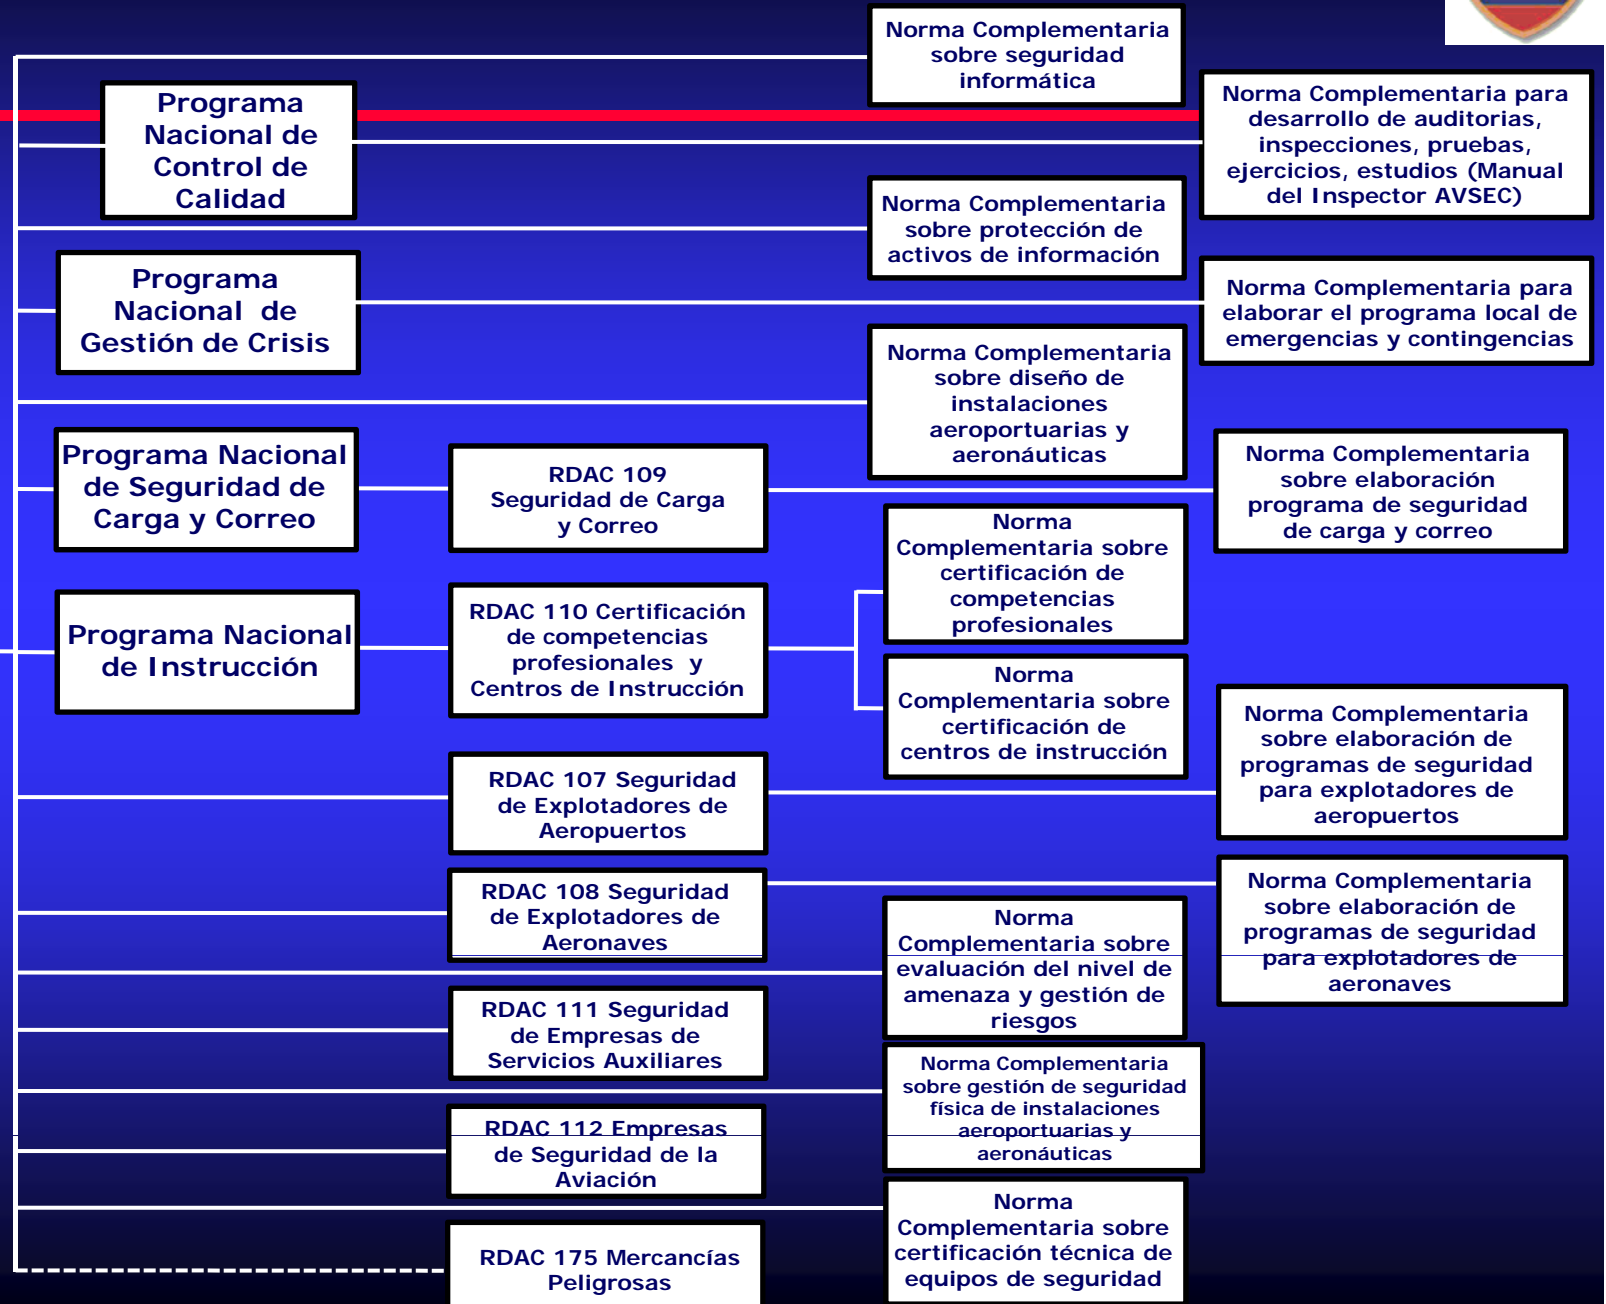 Norma Complementaria
sobre seguridad
informática
Programa
Nacional de
Control de
Calidad
Norma Complementaria para
desarrollo de auditorias,
inspecciones, pruebas,
ejercicios, estudios (Manual
del Inspector AVSEC)
Norma Complementaria
sobre protección de
activos de información
Programa
Nacional de
Gestión de Crisis
Norma Complementaria para
elaborar el programa local de
emergencias y contingencias
Norma Complementaria
sobre diseño de
instalaciones
aeroportuarias y
aeronáuticas
Programa Nacional
de Seguridad de
Carga y Correo
RDAC 109
Seguridad de Carga
y Correo
Norma Complementaria
sobre elaboración
programa de seguridad
de carga y correo
Norma
Complementaria sobre
certificación de
competencias
profesionales
Programa Nacional
de Instrucción
RDAC 110 Certificación
de competencias
profesionales y
Centros de Instrucción
Norma
Complementaria sobre
certificación de
centros de instrucción
RDAC 107 Seguridad
de Explotadores de
Aeropuertos
Norma Complementaria
sobre elaboración de
programas de seguridad
para explotadores de
aeropuertos
RDAC 108 Seguridad
de Explotadores de
Aeronaves
Norma Complementaria
sobre elaboración de
programas de seguridad
para explotadores de
aeronaves
Norma
Complementaria sobre
evaluación del nivel de
amenaza y gestión de
riesgos
RDAC 111 Seguridad
de Empresas de
Servicios Auxiliares
Norma Complementaria
sobre gestión de seguridad
física de instalaciones
aeroportuarias y
aeronáuticas
RDAC 112 Empresas
de Seguridad de la
Aviación
Norma
Complementaria sobre
certificación técnica de
equipos de seguridad
RDAC 175 Mercancías
Peligrosas